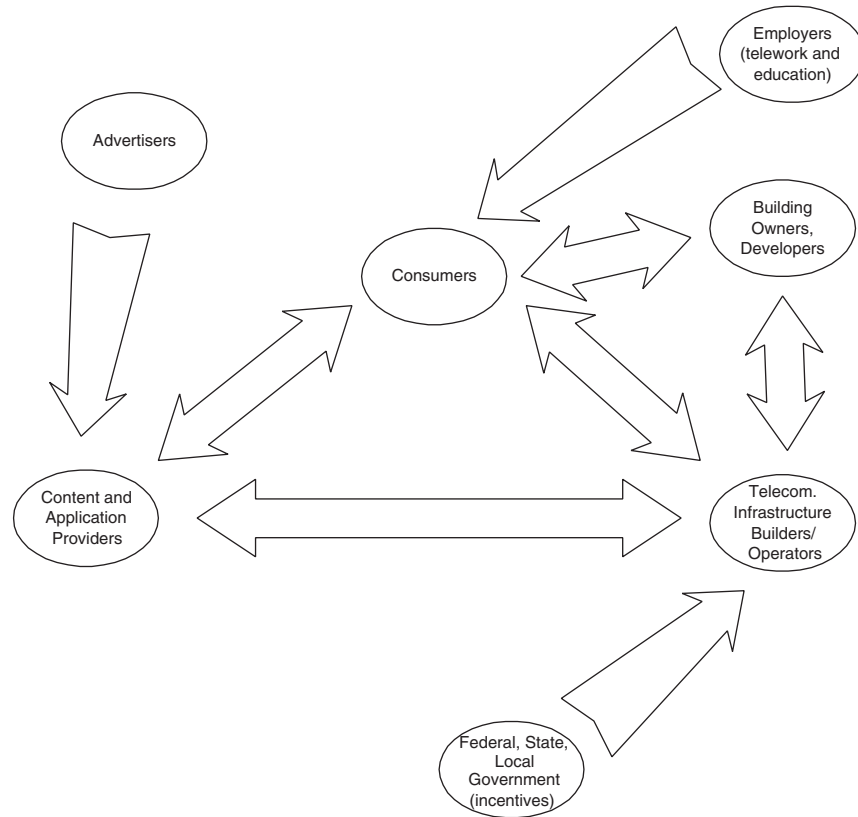 Employers
(telework and
education)
Advertisers
Building
Owners,
Developers
Consumers
Content and
Application
Providers
Telecom.
Infrastructure
Builders/
Operators
Federal, State,
Local
Government
(incentives)